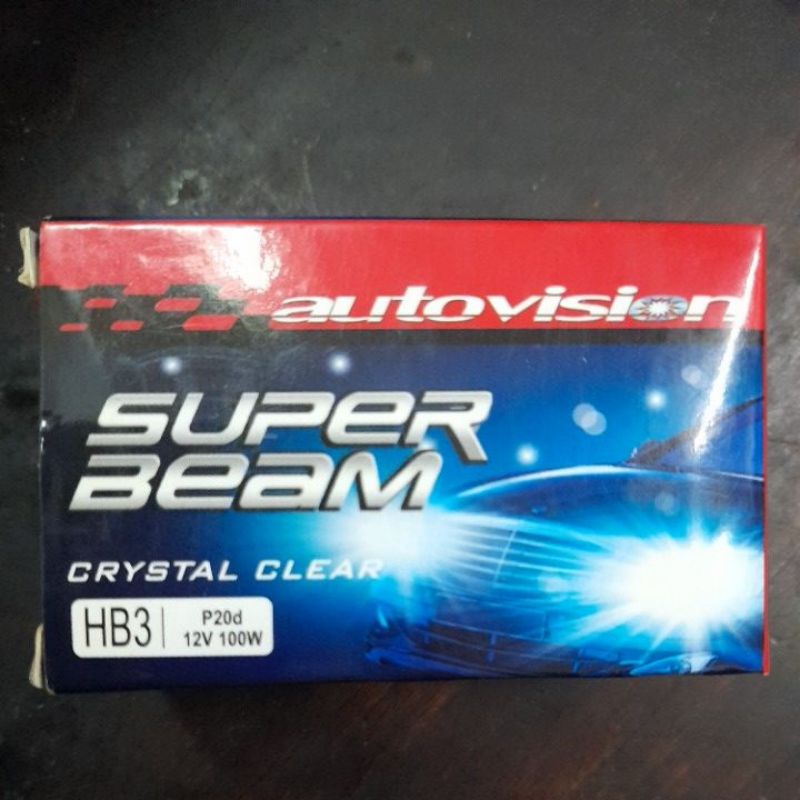 autovision
SUPER
BEAM
CRYSTAL CLEAR
HB3
P20d
12V 100W